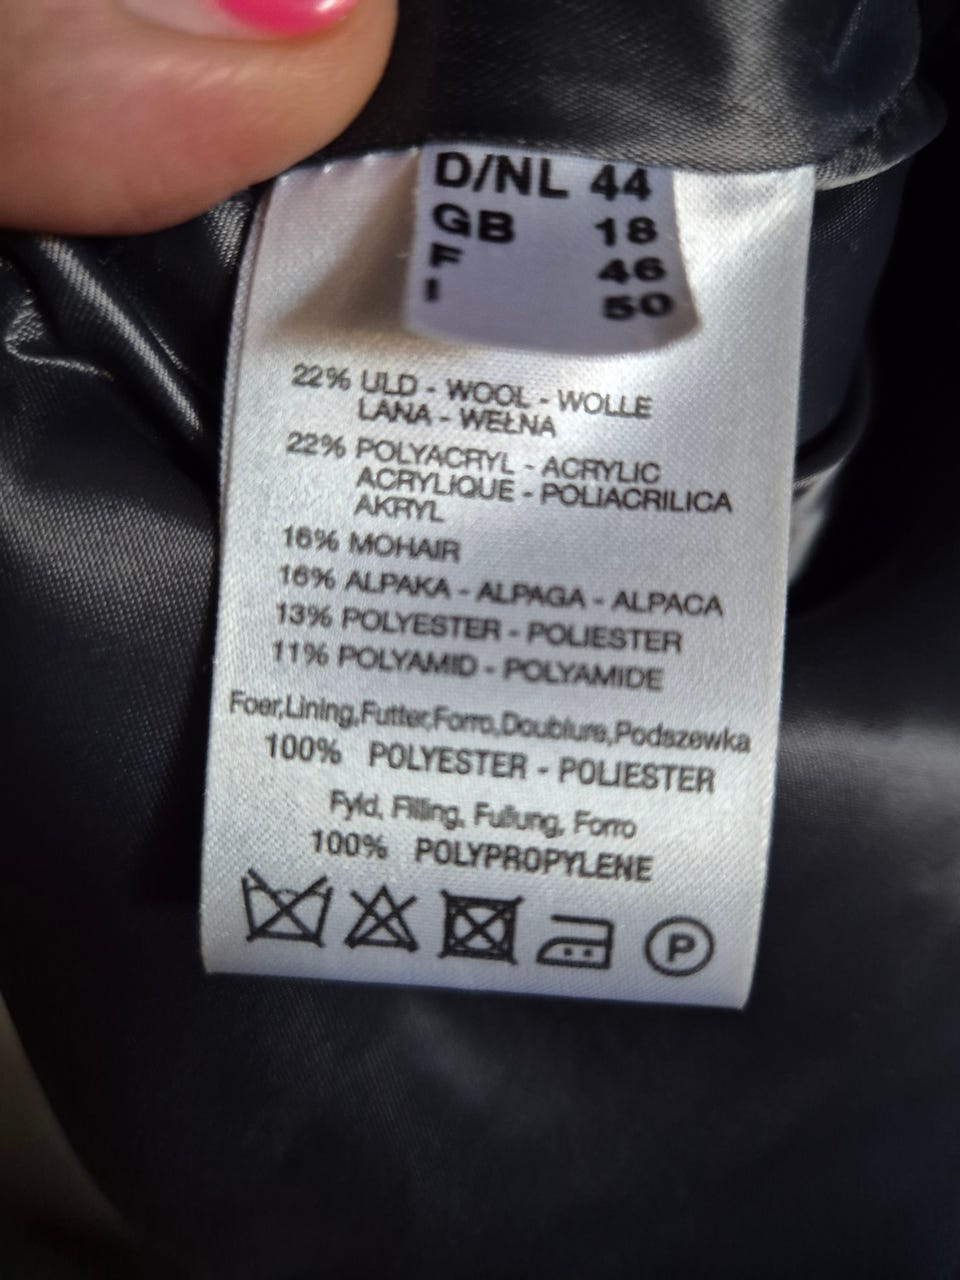 D/NL 44
GB 18
F 46
I 50
22% ULD - WOOL - WOLLE
LANA - WEŁNA
22% POLYACRYL - ACRYLIC
ACRYLIQUE - POLIACRILICA
AKRYL
16% MOHAIR
16% ALPAKA - ALPAGA - ALPACA
13% POLYESTER - POLIESTER
11% POLYAMID - POLYAMIDE
Foer,Lining,Futter,Forro,Doublure,Podszewka
100% POLYESTER - POLIESTER
Fyld, Filling, Fullung, Forro
100% POLYPROPYLENE
P